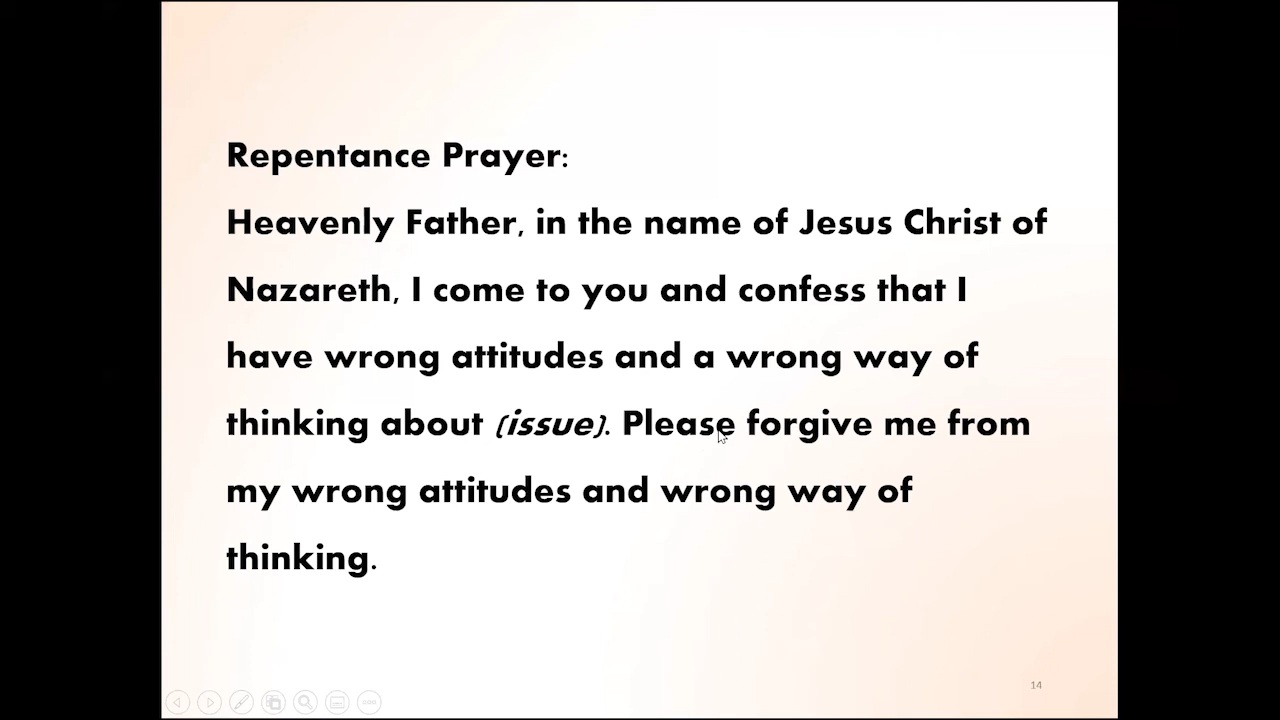 Repentance Prayer:
Heavenly Father, in the name of Jesus Christ of
Nazareth, I come to you and confess that I
have wrong attitudes and a wrong way of
thinking about (issue). Please forgive me from
my wrong attitudes and wrong way of
thinking.
14